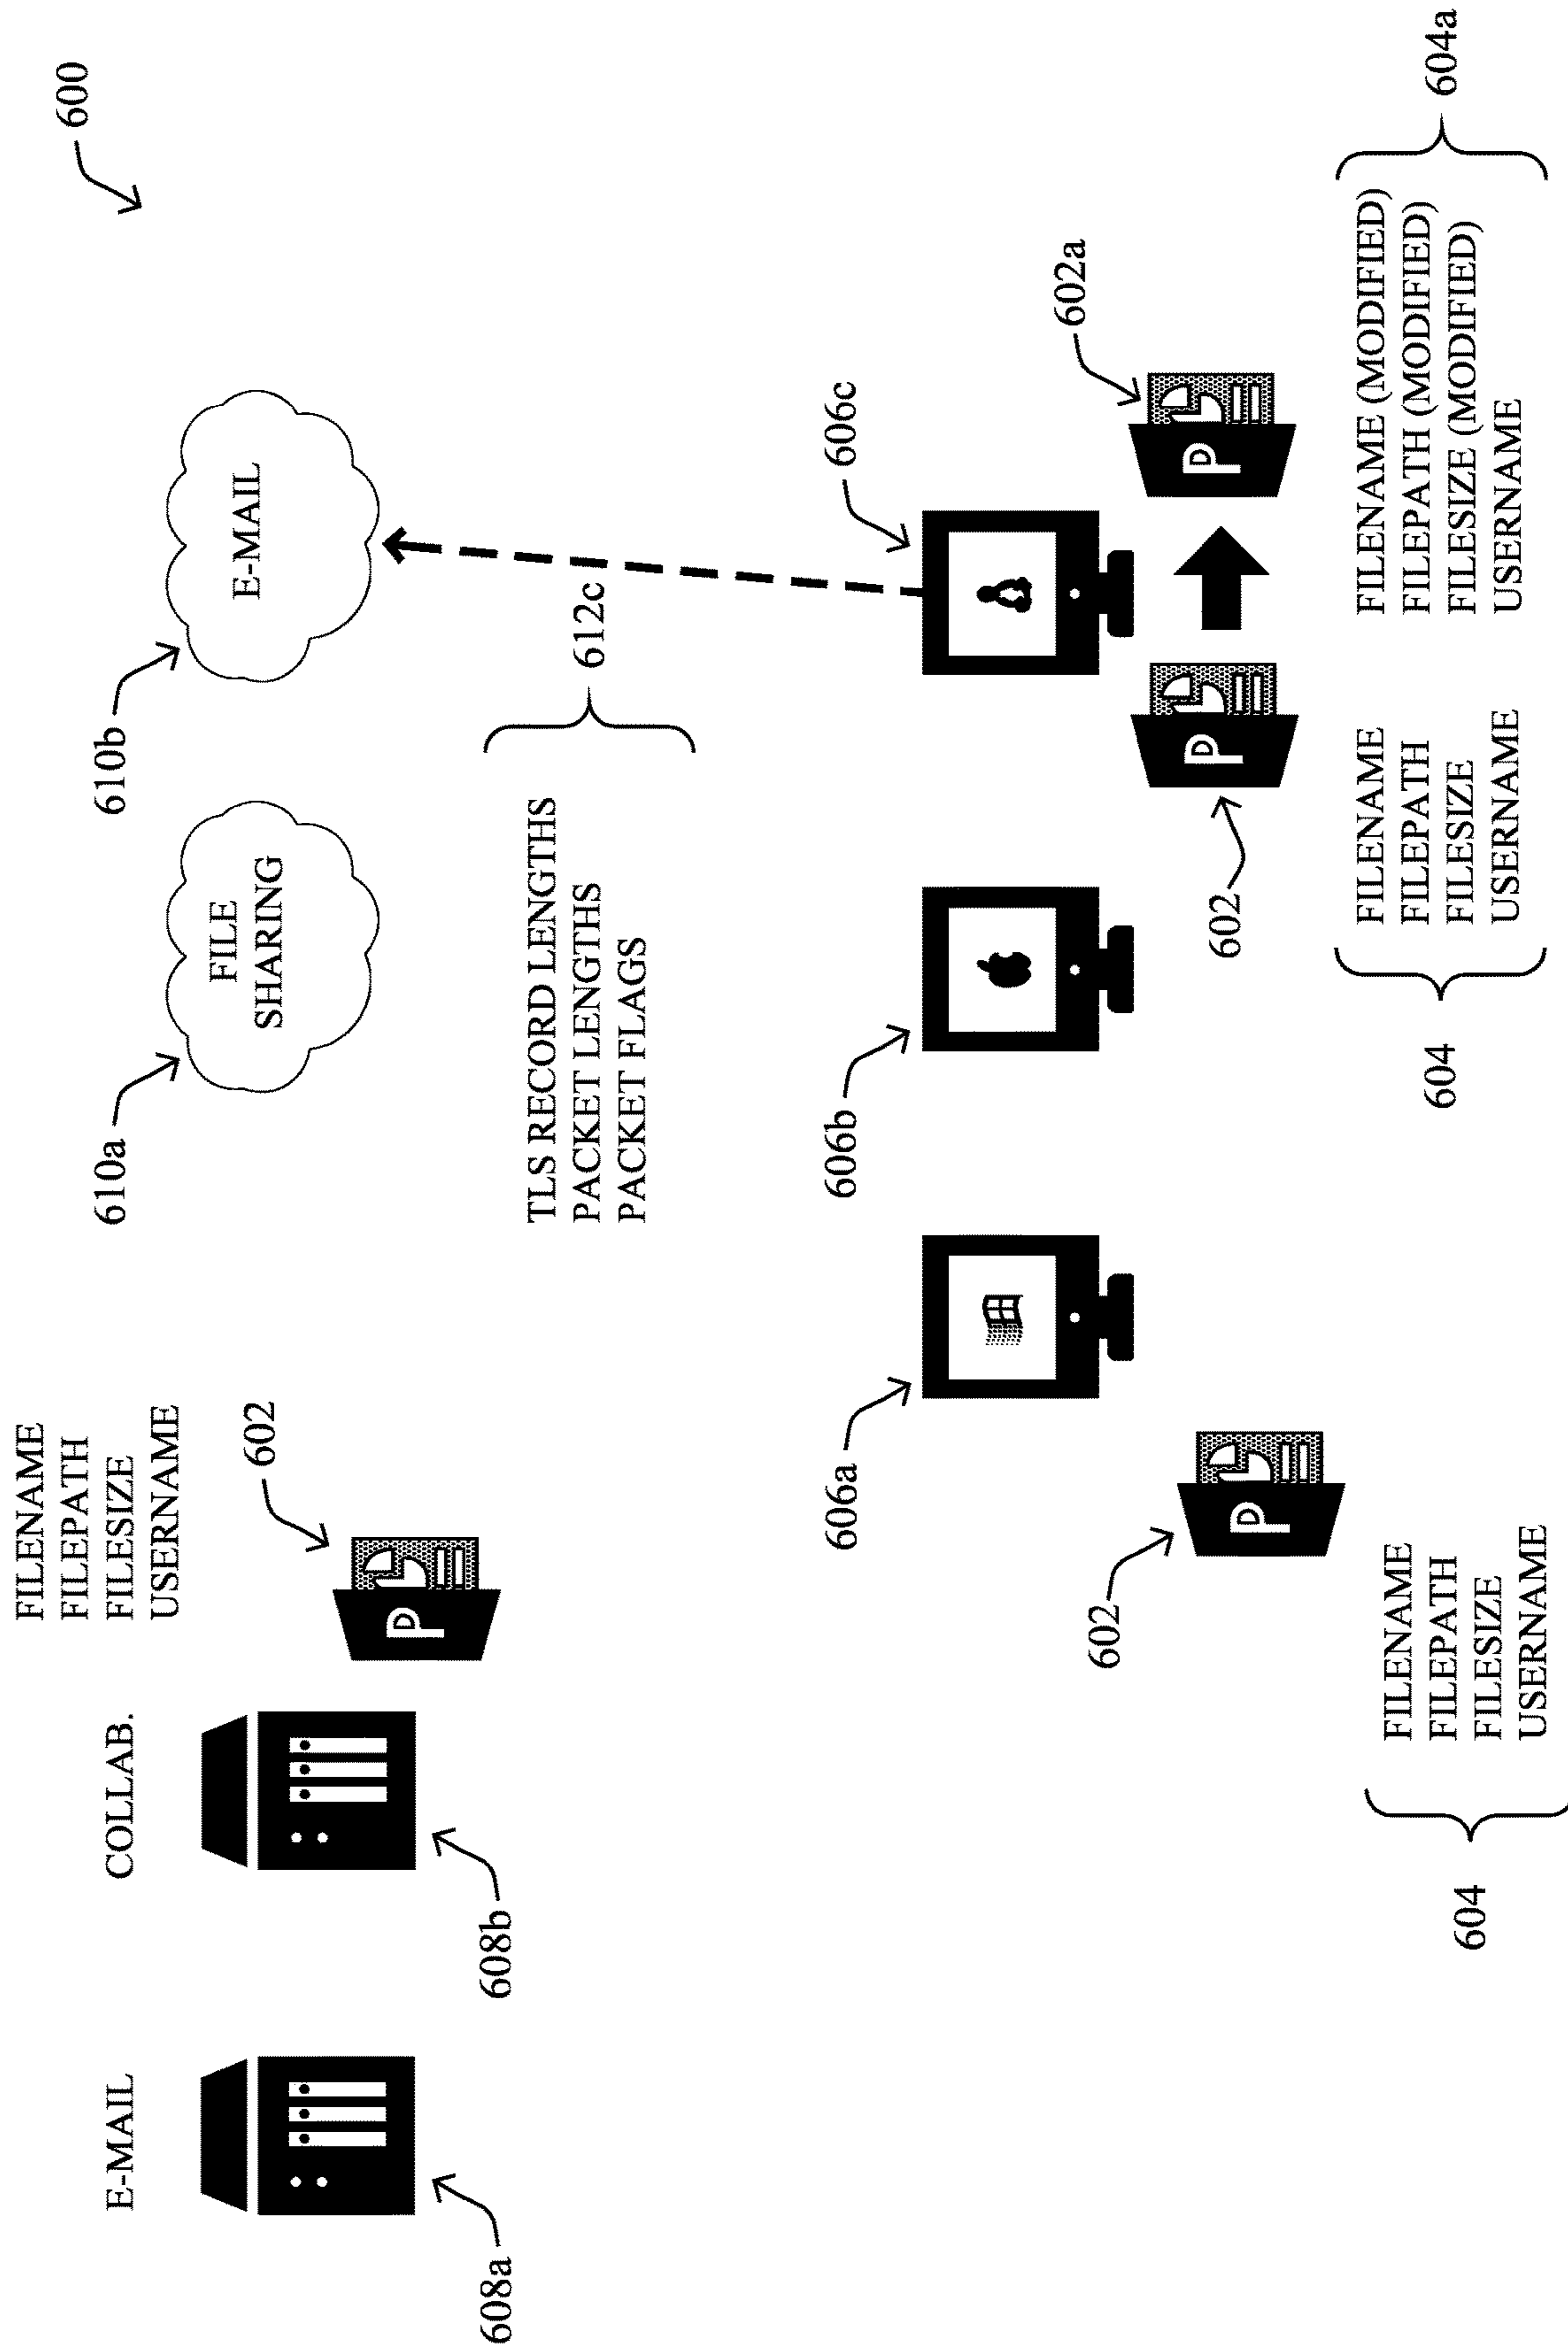 600
E-MAIL
COLLAB.
FILENAME
FILEPATH
FILESIZE
USERNAME
602
608a
608b
610a
FILE
SHARING
610b
E-MAIL
TLS RECORD LENGTHS
PACKET LENGTHS
PACKET FLAGS
612c
606a
606b
606c
602
P
P
602
P
602a
P
FILENAME
FILEPATH
FILESIZE
USERNAME
604
FILENAME
FILEPATH
FILESIZE
USERNAME
604
FILENAME (MODIFIED)
FILEPATH (MODIFIED)
FILESIZE (MODIFIED)
USERNAME
604a